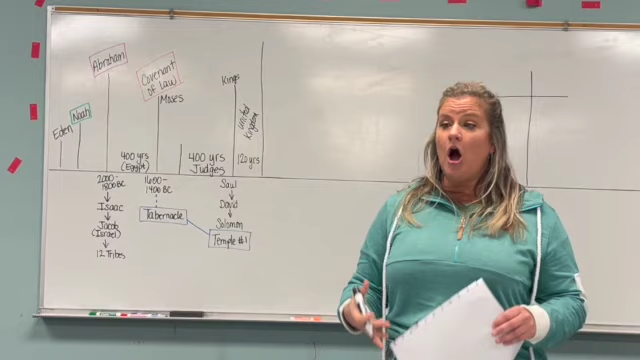 Eden
Noah
Abraham
Covenant
of Law
Moses
Kings
United
Kingdom
400 yrs
(Egypt)
400 yrs
Judges
120 yrs
2000-
1800 BC
Isaac
Jacob
(Israel)
12 Tribes
1600-
1400 BC
Tabernacle
Saul
David
Solomon
Temple #1